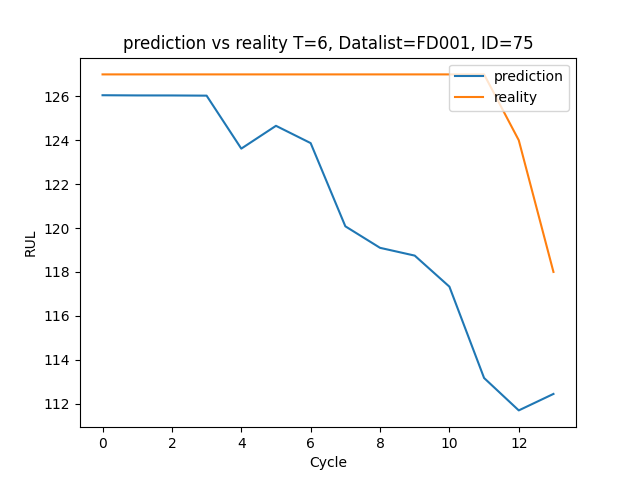 prediction vs reality T=6, Datalist=FD001, ID=75
prediction
reality
RUL
126
124
122
120
118
116
114
112
0 2 4 6 8 10 12
Cycle